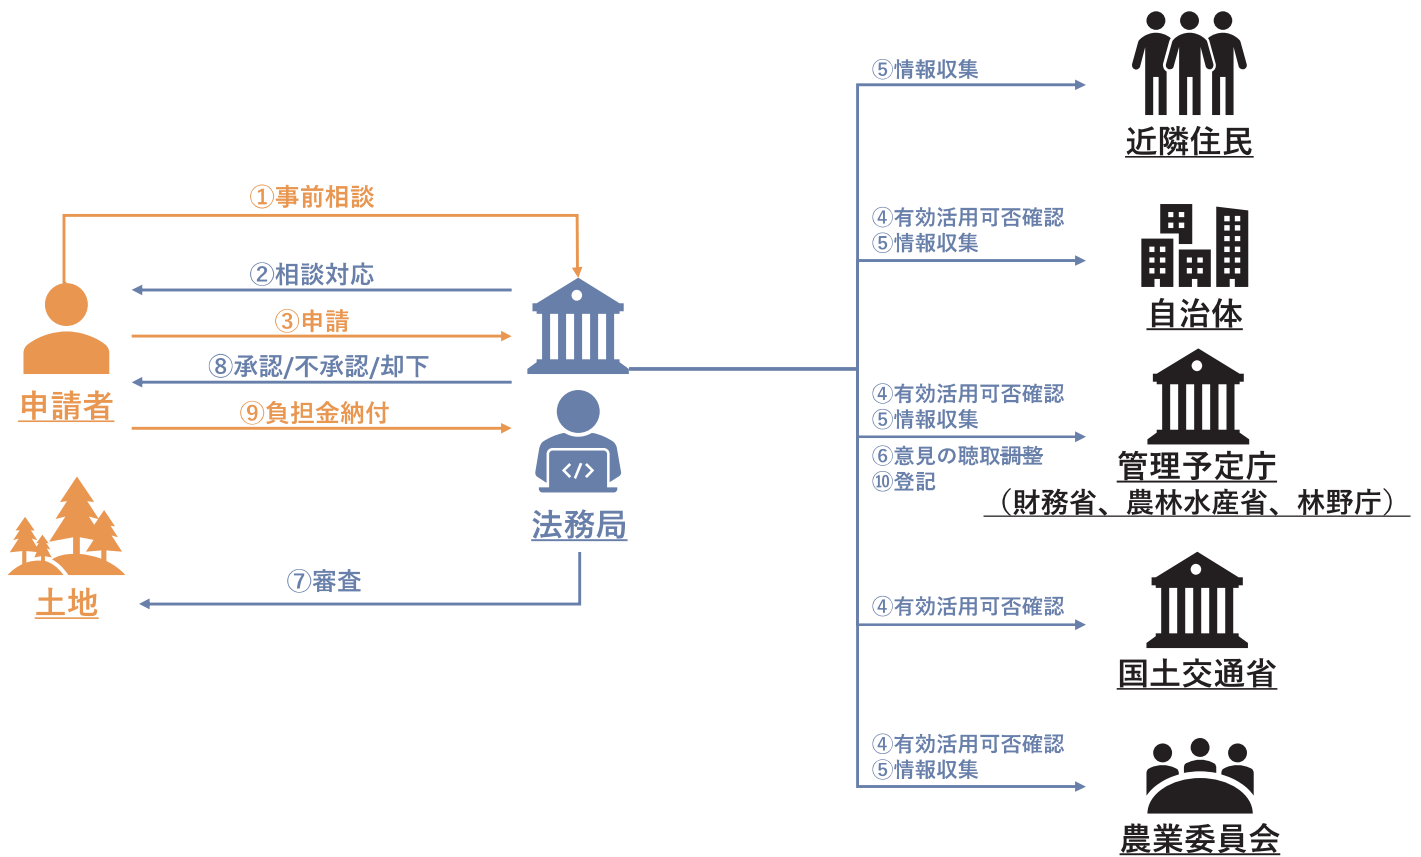 ①事前相談
②相談対応
③申請
⑧承認/不承認/却下
⑨負担金納付
申請者
法務局
土地
⑦審査
⑤情報収集
近隣住民
④有効活用可否確認
⑤情報収集
自治体
④有効活用可否確認
⑤情報収集
⑥意見の聴取調整
⑩登記
管理予定庁
（財務省、農林水産省、林野庁）
④有効活用可否確認
国土交通省
④有効活用可否確認
⑤情報収集
農業委員会